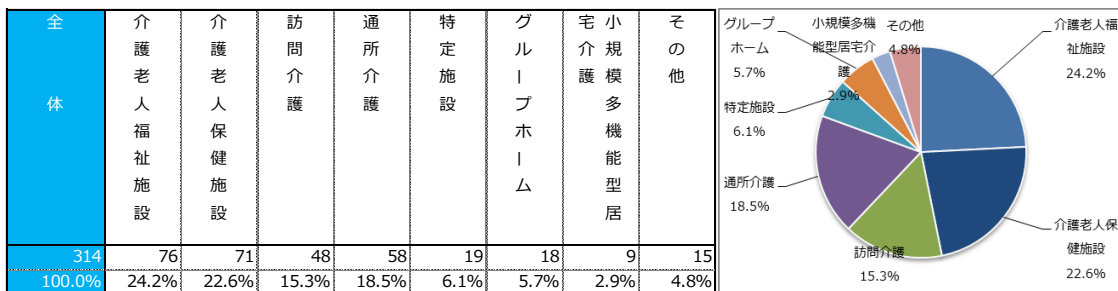 全体
介護老人福祉施設
介護老人保健施設
訪問介護
通所介護
特定施設
グループホーム
小規模多機能型居
宅介護
その他
314 76 71 48 58 19 18 9 15
100.0% 24.2% 22.6% 15.3% 18.5% 6.1% 5.7% 2.9% 4.8%
介護老人福
祉施設
24.2%
介護老人保
健施設
22.6%
訪問介護
15.3%
通所介護
18.5%
特定施設
6.1%
グループ
ホーム
5.7%
小規模多機
能型居宅介
護
2.9%
その他
4.8%